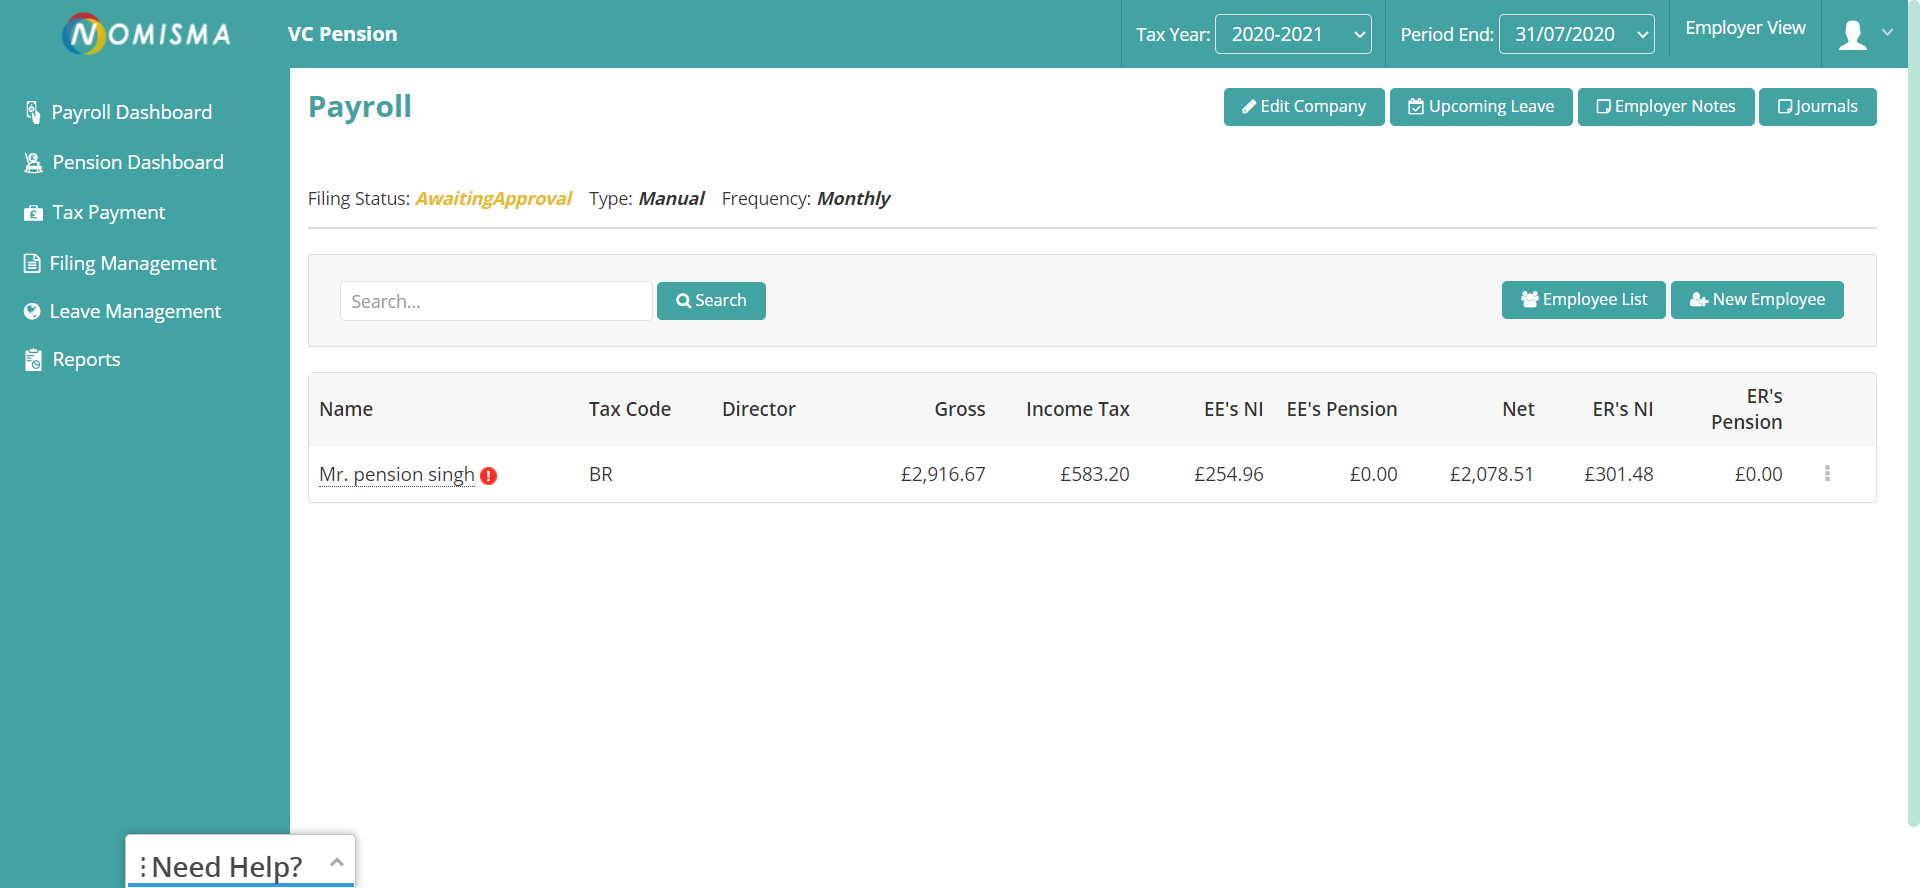 NOMISMA
VC Pension
Tax Year: 2020-2021
Period End: 31/07/2020
Employer View
Payroll Dashboard
Pension Dashboard
Tax Payment
Filing Management
Leave Management
Reports
Payroll
Edit Company
Upcoming Leave
Employer Notes
Journals
Filing Status: AwaitingApproval Type: Manual Frequency: Monthly
Search...
Search
Employee List
New Employee
Name Tax Code Director Gross Income Tax EE's NI EE's Pension Net ER's NI ER's Pension
Mr. pension singh BR £2,916.67 £583.20 £254.96 £0.00 £2,078.51 £301.48 £0.00
Need Help?